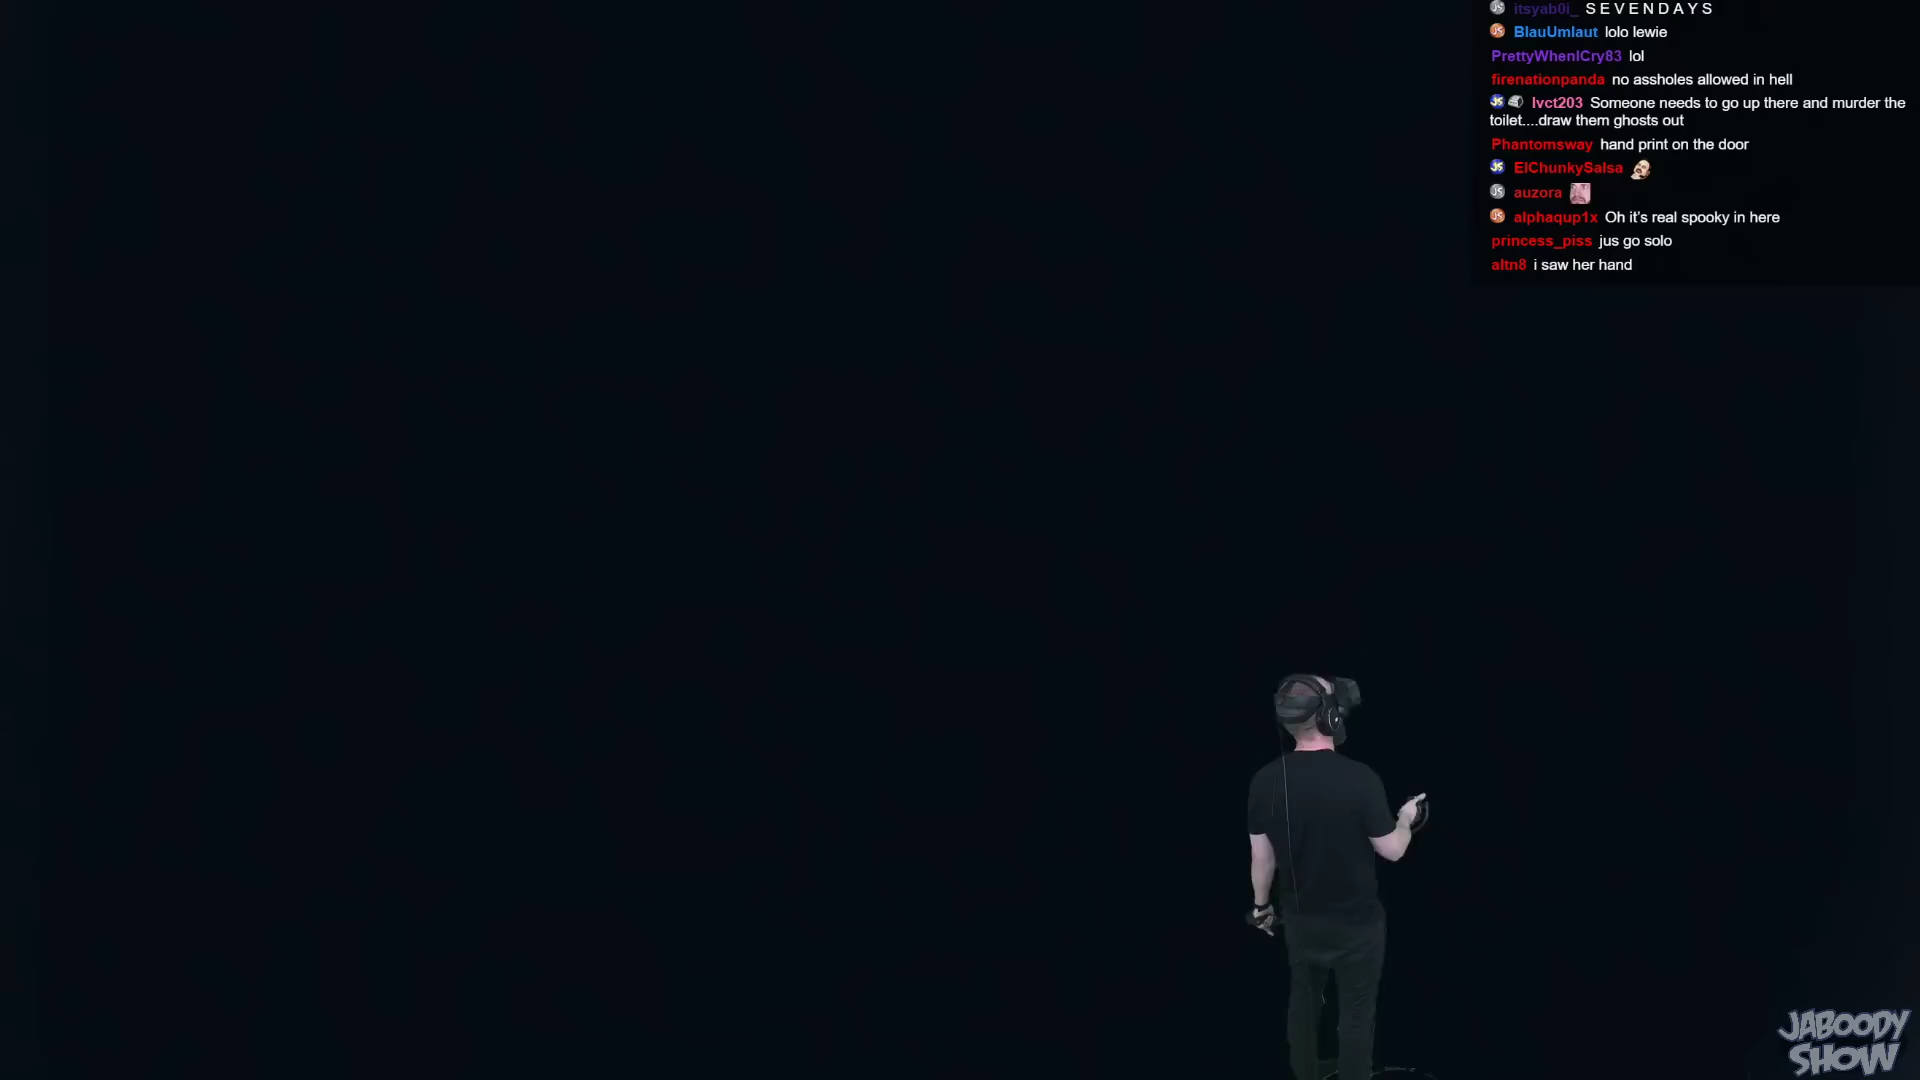 itsyab0i_ S E V E N D A Y S
BlauUmlaut lolo lewie
PrettyWhenICry83 lol
firenationpanda no assholes allowed in hell
lvct203 Someone needs to go up there and murder the
toilet....draw them ghosts out
Phantomsway hand print on the door
ElChunkySalsa
auzora
alphaqup1x Oh it's real spooky in here
princess_piss jus go solo
altn8 i saw her hand
JABOODY
SHOW